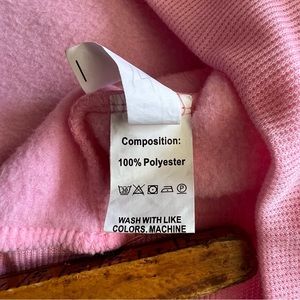 Composition:
100% Polyester
WASH WITH LIKE
COLORS, MACHINE